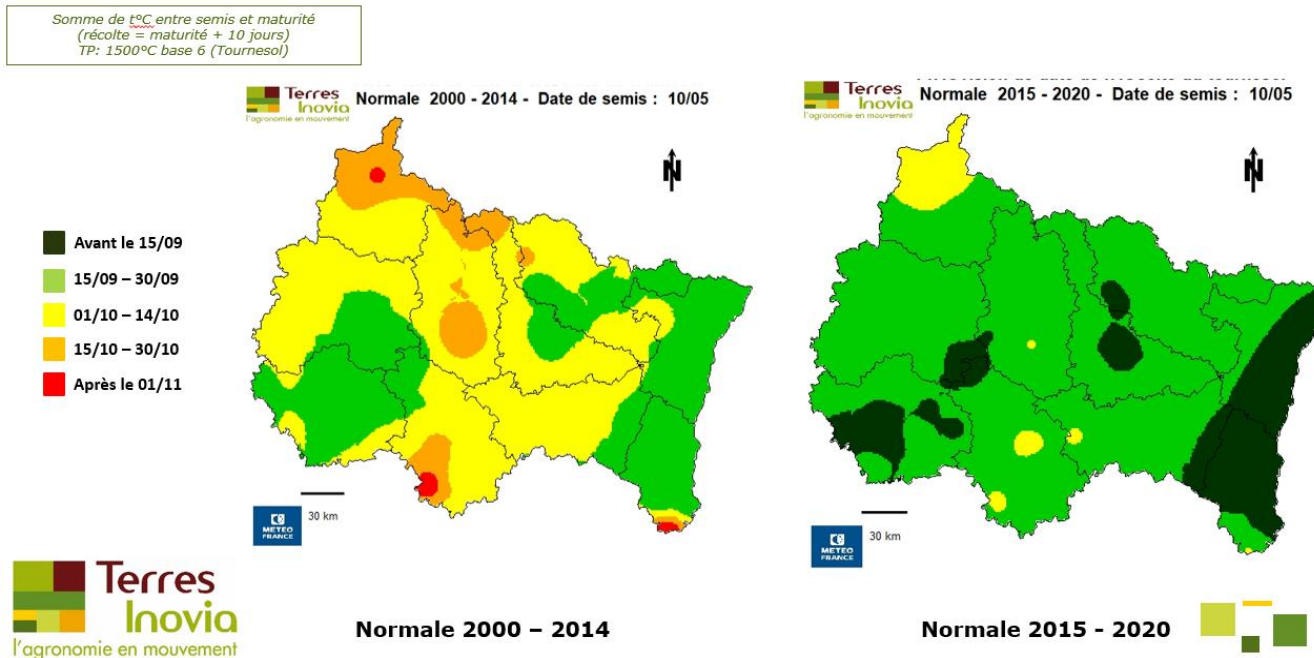 Somme de t°C entre semis et maturité
(récolte = maturité + 10 jours)
TP: 1500°C base 6 (Tournesol)
Terres
Inovia
l'agronomie en mouvement
Normale 2000 - 2014 - Date de semis : 10/05
N
Avant le 15/09
15/09 – 30/09
01/10 – 14/10
15/10 – 30/10
Après le 01/11
30 km
METEO
FRANCE
Terres
Inovia
l'agronomie en mouvement
Normale 2015 - 2020 - Date de semis : 10/05
N
30 km
METEO
FRANCE
Terres
Inovia
l'agronomie en mouvement
Normale 2000 – 2014
Normale 2015 - 2020